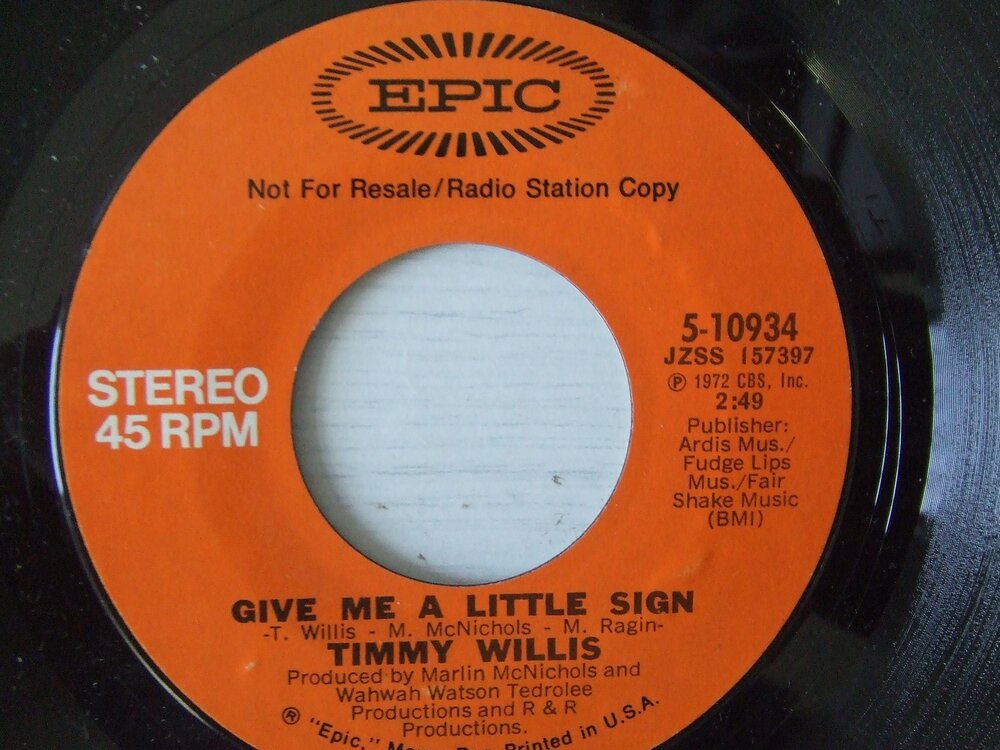 EPIC
Not For Resale/Radio Station Copy
STEREO
45 RPM
5-10934
JZSS 157397
Ⓟ 1972 CBS, Inc.
2:49
Publisher:
Ardis Mus./
Fudge Lips
Mus./Fair
Shake Music
(BMI)
GIVE ME A LITTLE SIGN
-T. Willis - M. McNichols - M. Ragin-
TIMMY WILLIS
Produced by Marlin McNichols and
Wahwah Watson Tedrolee
Productions and R & R
Productions.
® "Epic," Printed in U.S.A.